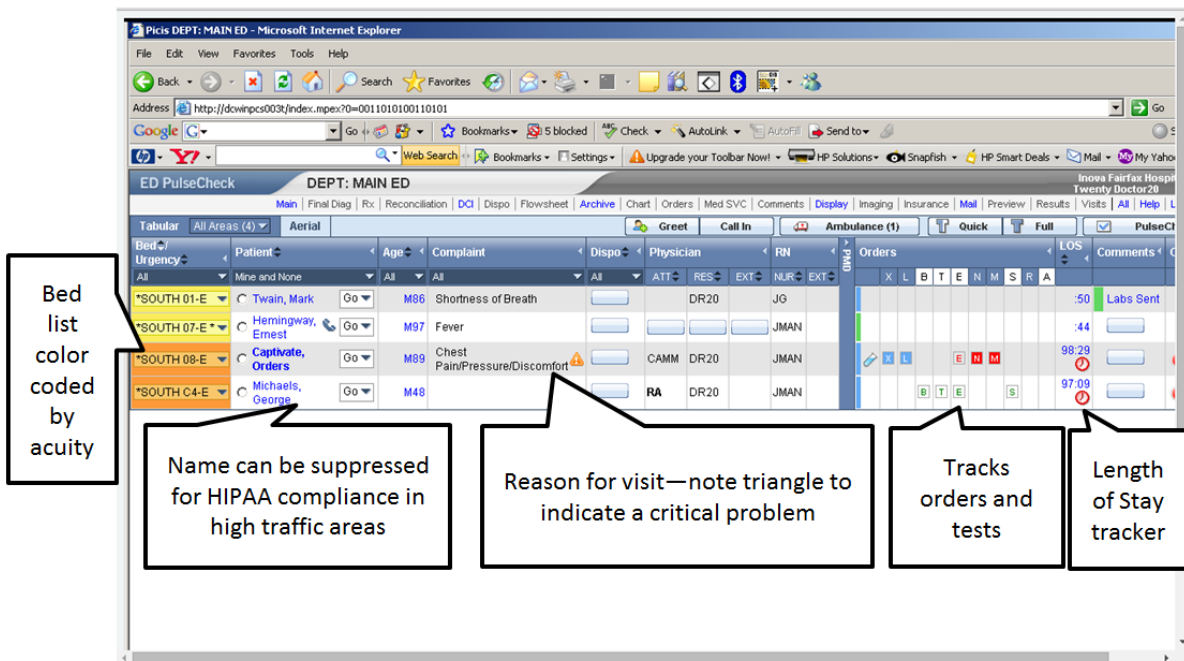 Picis DEPT: MAIN ED - Microsoft Internet Explorer
File Edit View Favorites Tools Help
Back Search Favorites
Address http://dcwinpcs003t/index.mpex?0=0011010100110101 Go
Google G Go Bookmarks 5 blocked ABC Check AutoLink AutoFill Send to
hp Y! Web Search Bookmarks Settings Upgrade your Toolbar Now! HP Solutions Snapfish HP Smart Deals Mail My Yaho
ED PulseCheck DEPT: MAIN ED Inova Fairfax Hospi
Twenty Doctor20
Main | Final Diag | Rx | Reconciliation | DCI | Dispo | Flowsheet | Archive | Chart | Orders | Med SVC | Comments | Display | Imaging | Insurance | Mail | Preview | Results | Visits | All | Help | L
Tabular All Areas (4) Aerial Greet Call In Ambulance (1) Quick Full PulseCh
Bed/ Urgency Patient Age Complaint Dispo Physician RN PMD Orders LOS Comments C
All Mine and None All All All ATT RES EXT NUR EXT X L B T E N M S R A
*SOUTH 01-E Twain, Mark Go M86 Shortness of Breath DR20 JG :50 Labs Sent
*SOUTH 07-E * Hemingway, Ernest Go M97 Fever JMAN :44
*SOUTH 08-E Captivate, Orders Go M89 Chest Pain/Pressure/Discomfort CAMM DR20 JMAN X L E N M 98:29
*SOUTH C4-E Michaels, George Go M48 RA DR20 JMAN B T E S 97:09
Bed
list
color
coded
by
acuity
Name can be suppressed
for HIPAA compliance in
high traffic areas
Reason for visit—note triangle to
indicate a critical problem
Tracks
orders and
tests
Length
of Stay
tracker